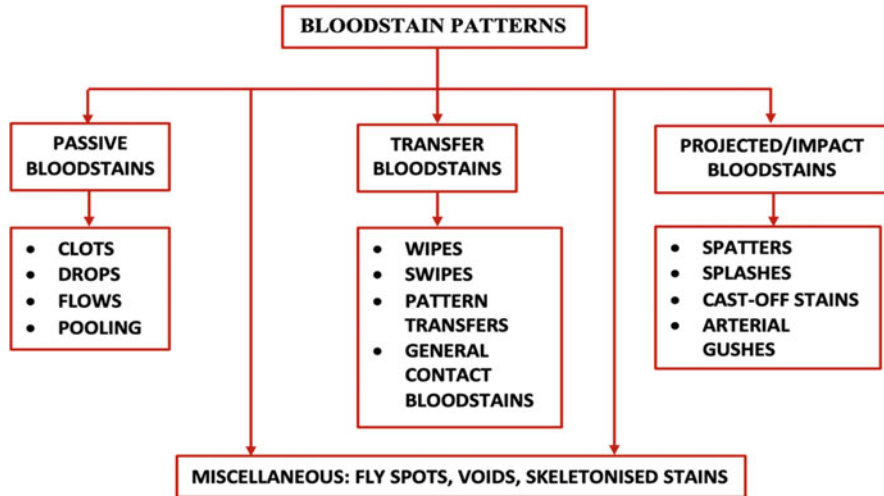 BLOODSTAIN PATTERNS
PASSIVE
BLOODSTAINS
TRANSFER
BLOODSTAINS
PROJECTED/IMPACT
BLOODSTAINS
• CLOTS
• DROPS
• FLOWS
• POOLING
• WIPES
• SWIPES
• PATTERN
TRANSFERS
• GENERAL
CONTACT
BLOODSTAINS
• SPATTERS
• SPLASHES
• CAST-OFF STAINS
• ARTERIAL
GUSHES
MISCELLANEOUS: FLY SPOTS, VOIDS, SKELETONISED STAINS